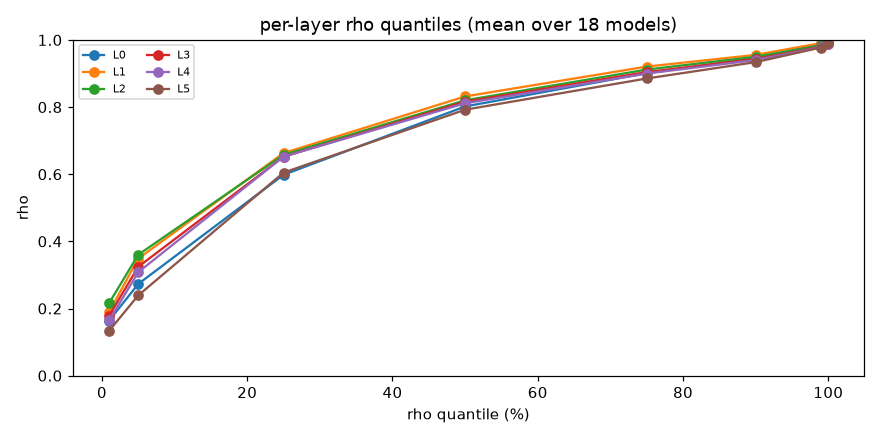 per-layer rho quantiles (mean over 18 models)
L0 L3
L1 L4
L2 L5
1.0
0.8
0.6
0.4
0.2
0.0
rho
0 20 40 60 80 100
rho quantile (%)